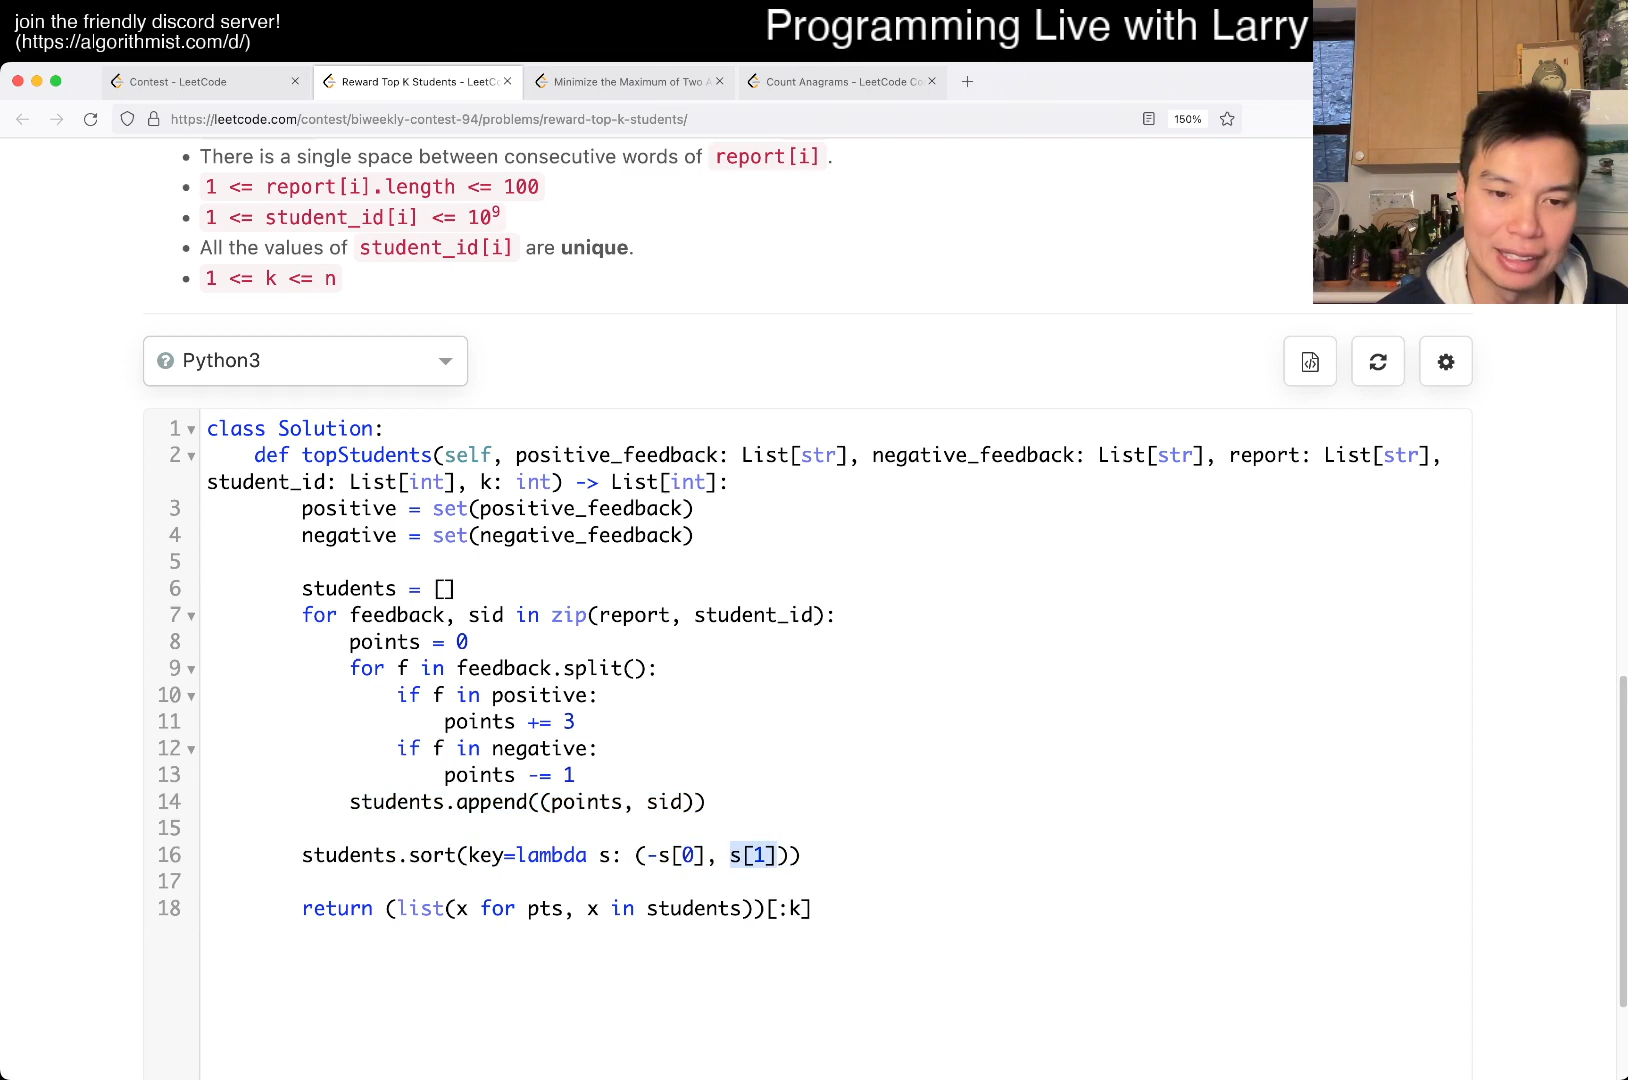 join the friendly discord server!
(https://algorithmist.com/d/)
Programming Live with Larry
Contest - LeetCode
Reward Top K Students - LeetC
Minimize the Maximum of Two A
Count Anagrams - LeetCode Co
https://leetcode.com/contest/biweekly-contest-94/problems/reward-top-k-students/
150%
• There is a single space between consecutive words of report[i] .
• 1 <= report[i].length <= 100
• 1 <= student_id[i] <= 10⁹
• All the values of student_id[i] are unique.
• 1 <= k <= n
Python3
1 class Solution:
2 def topStudents(self, positive_feedback: List[str], negative_feedback: List[str], report: List[str],
student_id: List[int], k: int) -> List[int]:
3 positive = set(positive_feedback)
4 negative = set(negative_feedback)
5
6 students = []
7 for feedback, sid in zip(report, student_id):
8 points = 0
9 for f in feedback.split():
10 if f in positive:
11 points += 3
12 if f in negative:
13 points -= 1
14 students.append((points, sid))
15
16 students.sort(key=lambda s: (-s[0], s[1]))
17
18 return (list(x for pts, x in students))[:k]